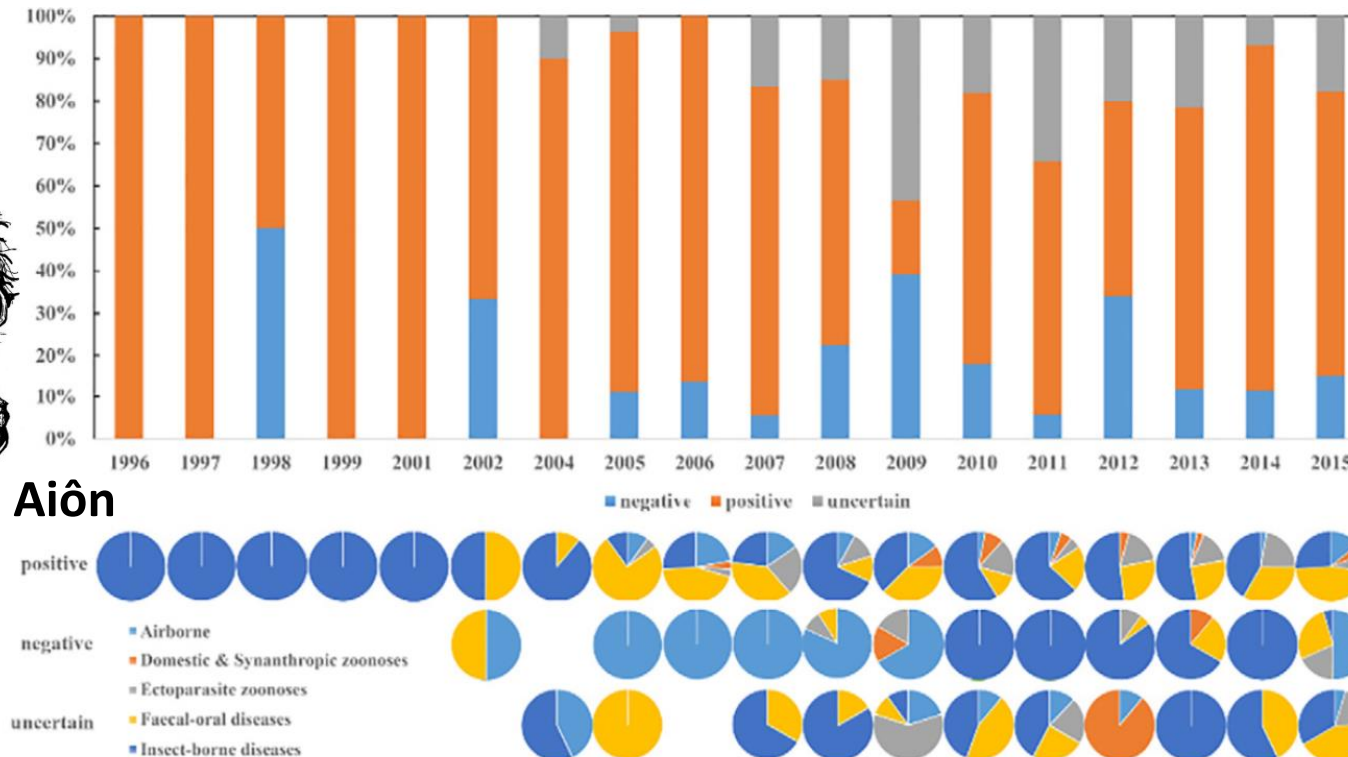 100%
90%
80%
70%
60%
50%
40%
30%
20%
10%
0%
1996 1997 1998 1999 2001 2002 2004 2005 2006 2007 2008 2009 2010 2011 2012 2013 2014 2015
negative positive uncertain
Aiôn
positive
negative
Airborne
Domestic & Synanthropic zoonoses
Ectoparasite zoonoses
Faecal-oral diseases
uncertain
Insect-borne diseases